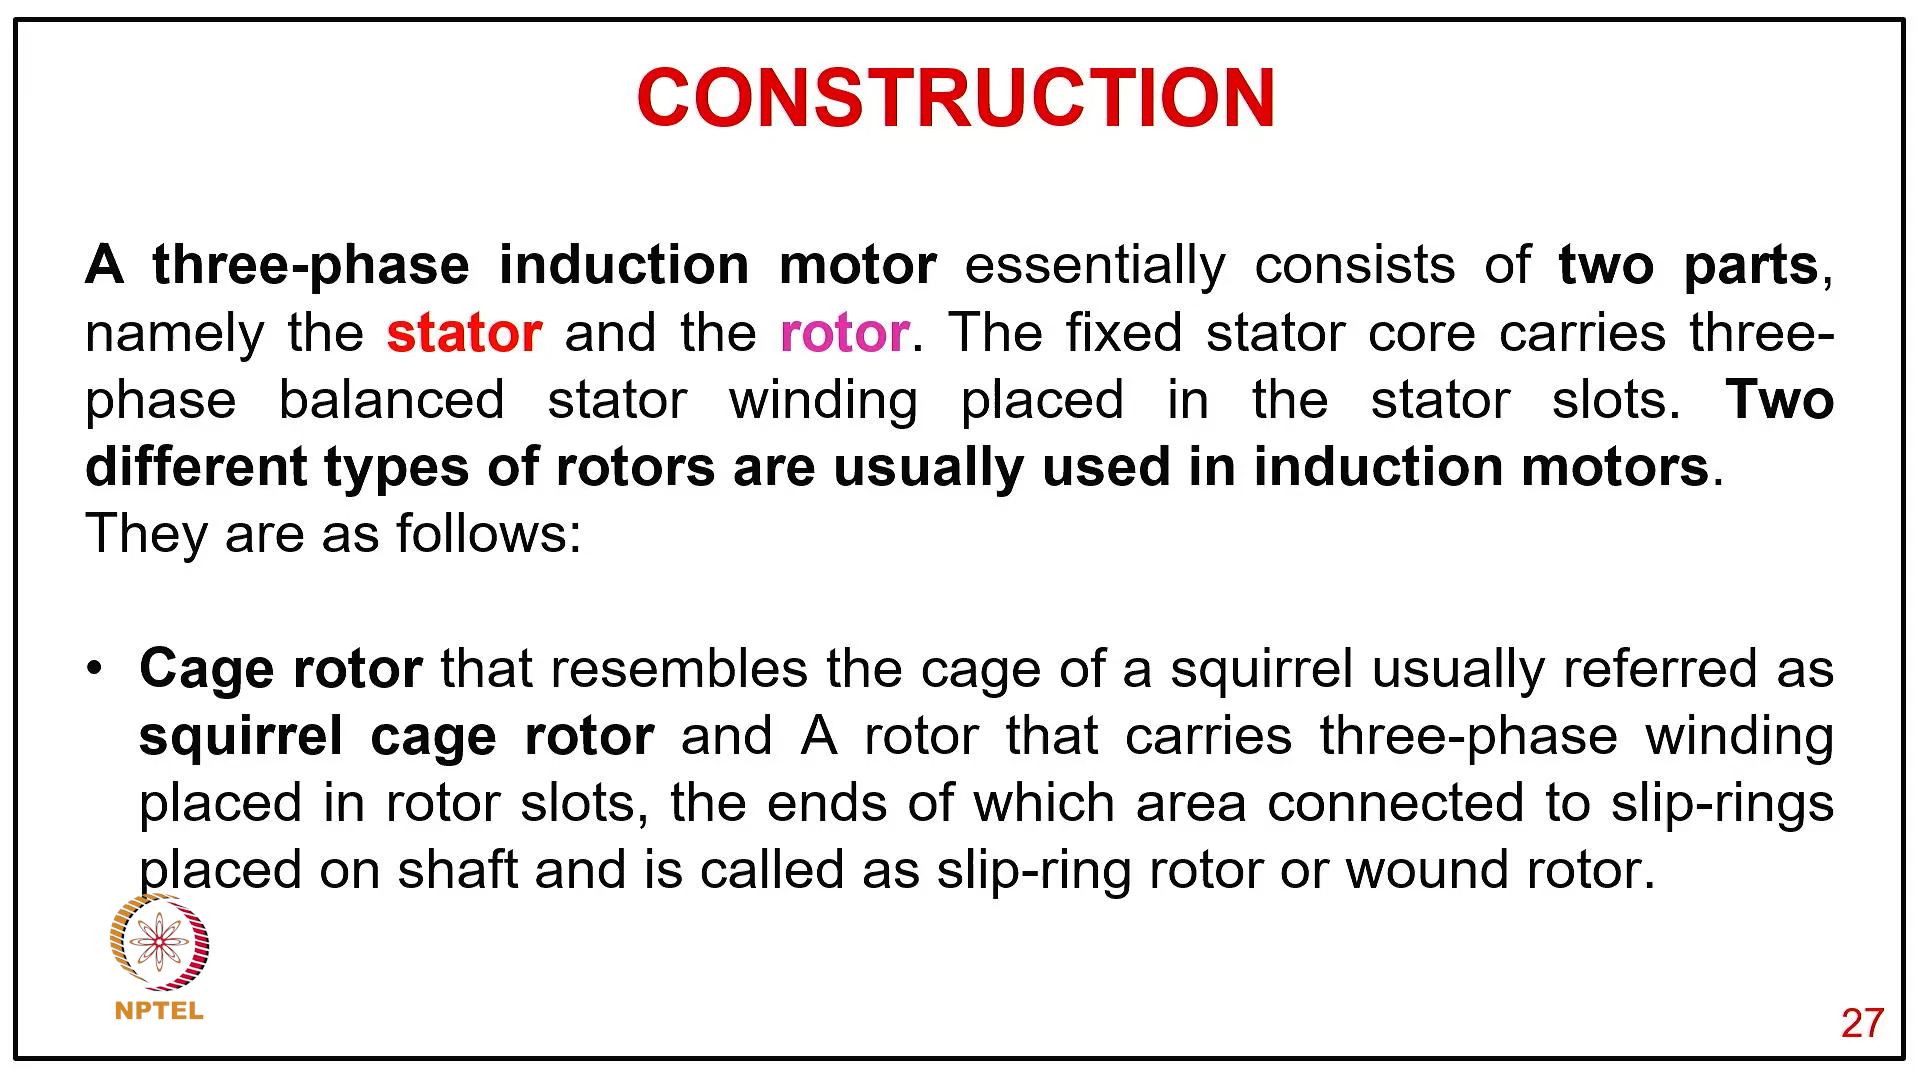 CONSTRUCTION
A three-phase induction motor essentially consists of two parts,
namely the stator and the rotor. The fixed stator core carries three-
phase balanced stator winding placed in the stator slots. Two
different types of rotors are usually used in induction motors.
They are as follows:
• Cage rotor that resembles the cage of a squirrel usually referred as
squirrel cage rotor and A rotor that carries three-phase winding
placed in rotor slots, the ends of which area connected to slip-rings
placed on shaft and is called as slip-ring rotor or wound rotor.
NPTEL
27